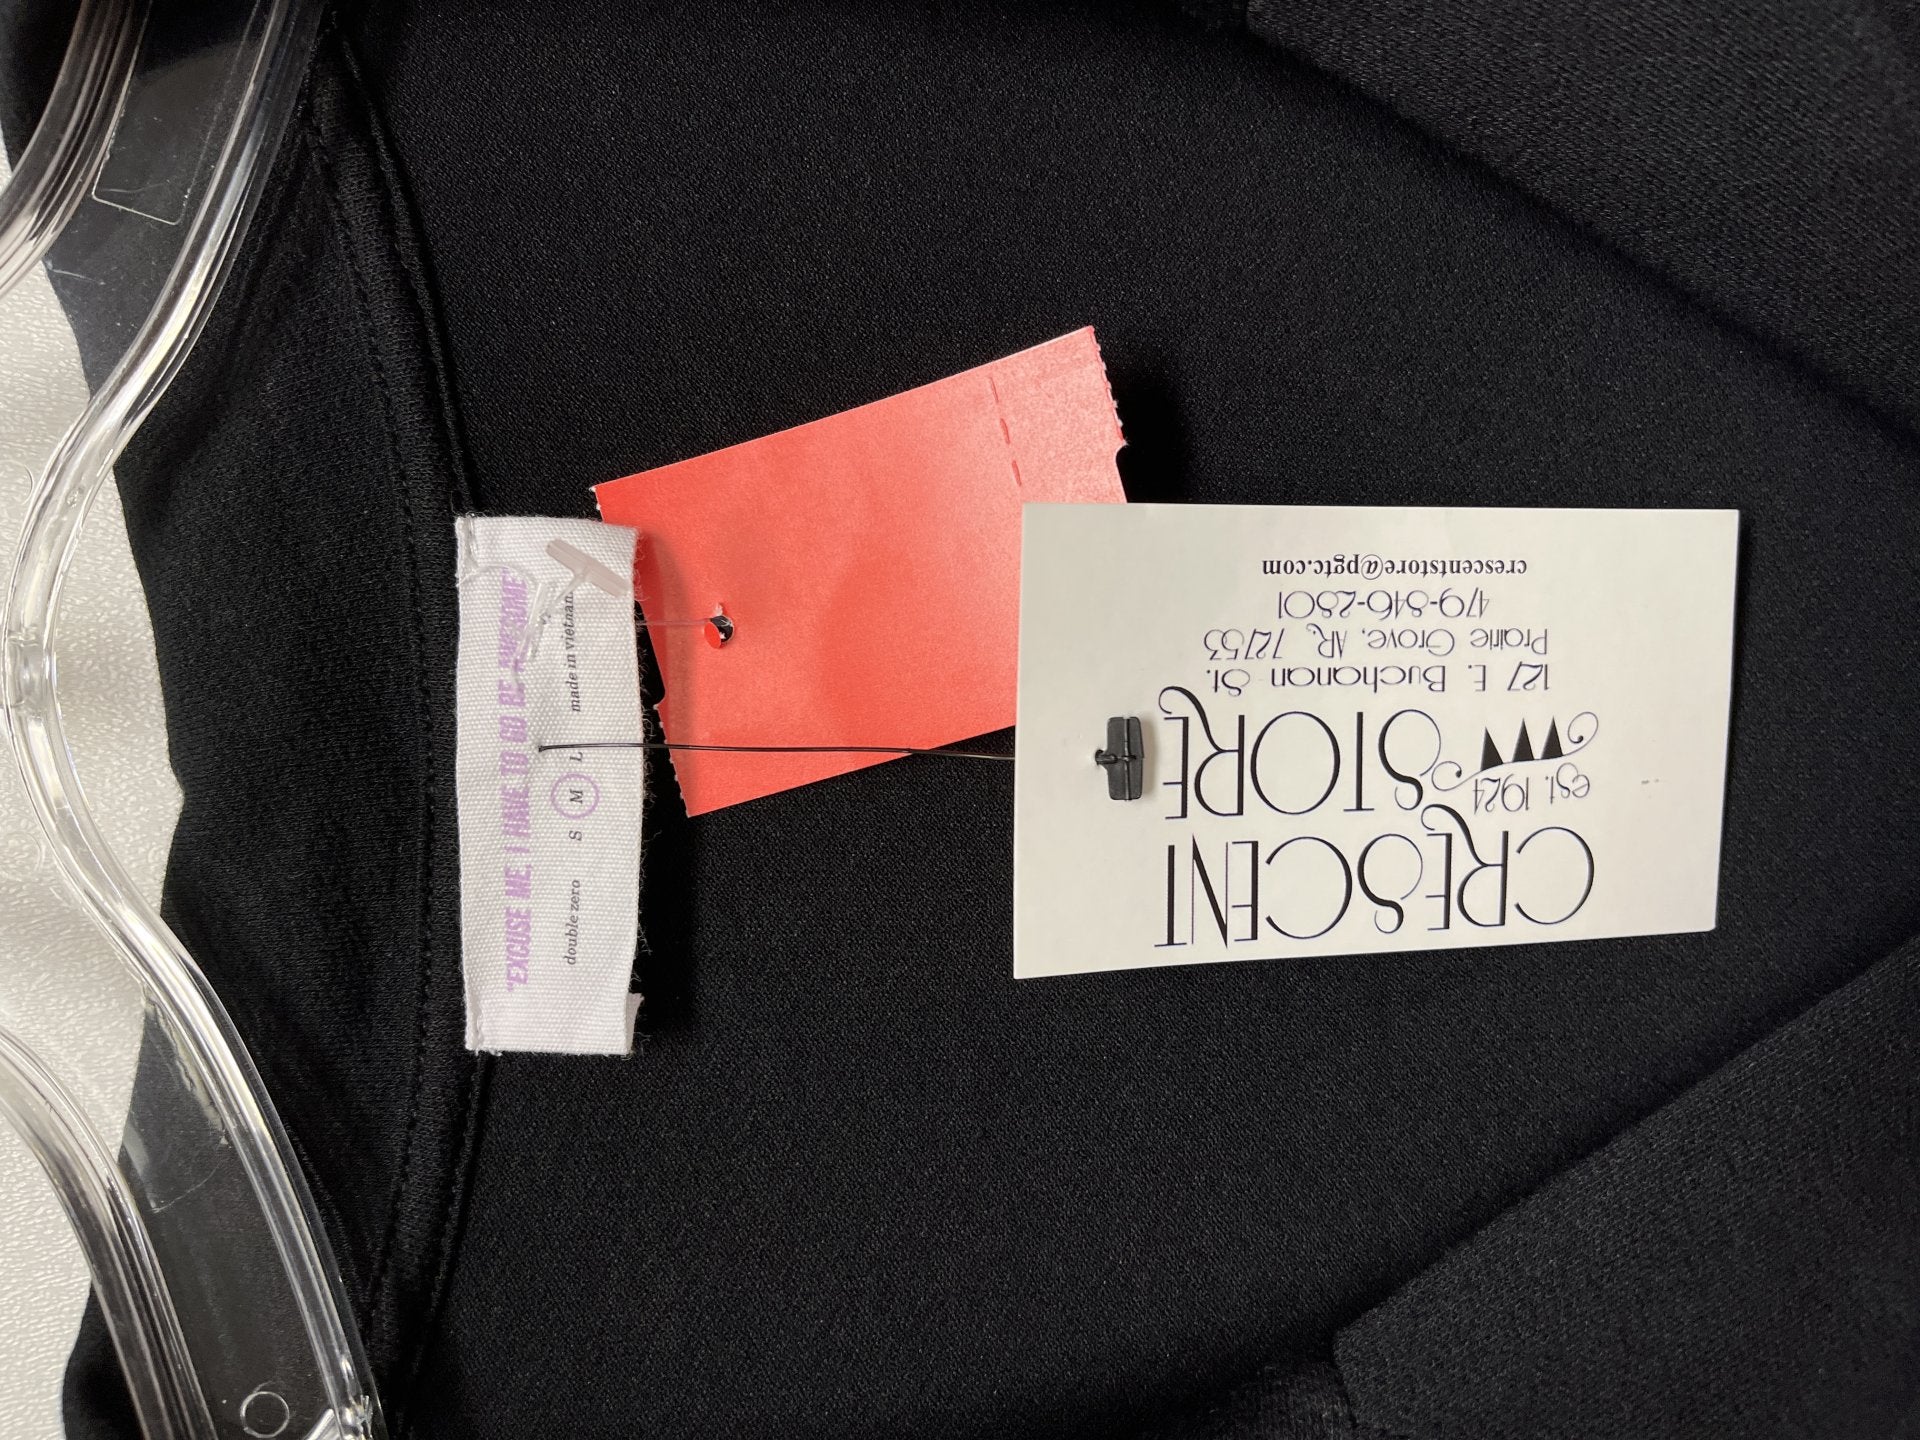 "EXCUSE ME, I HAVE TO GO BE AWESOME"
double zero S M L made in vietnam
CRESCENT
STORE
est. 1924
127 E. Buchanan St.
Prairie Grove, AR, 72753
479-846-2801
crescentstore@pgtc.com